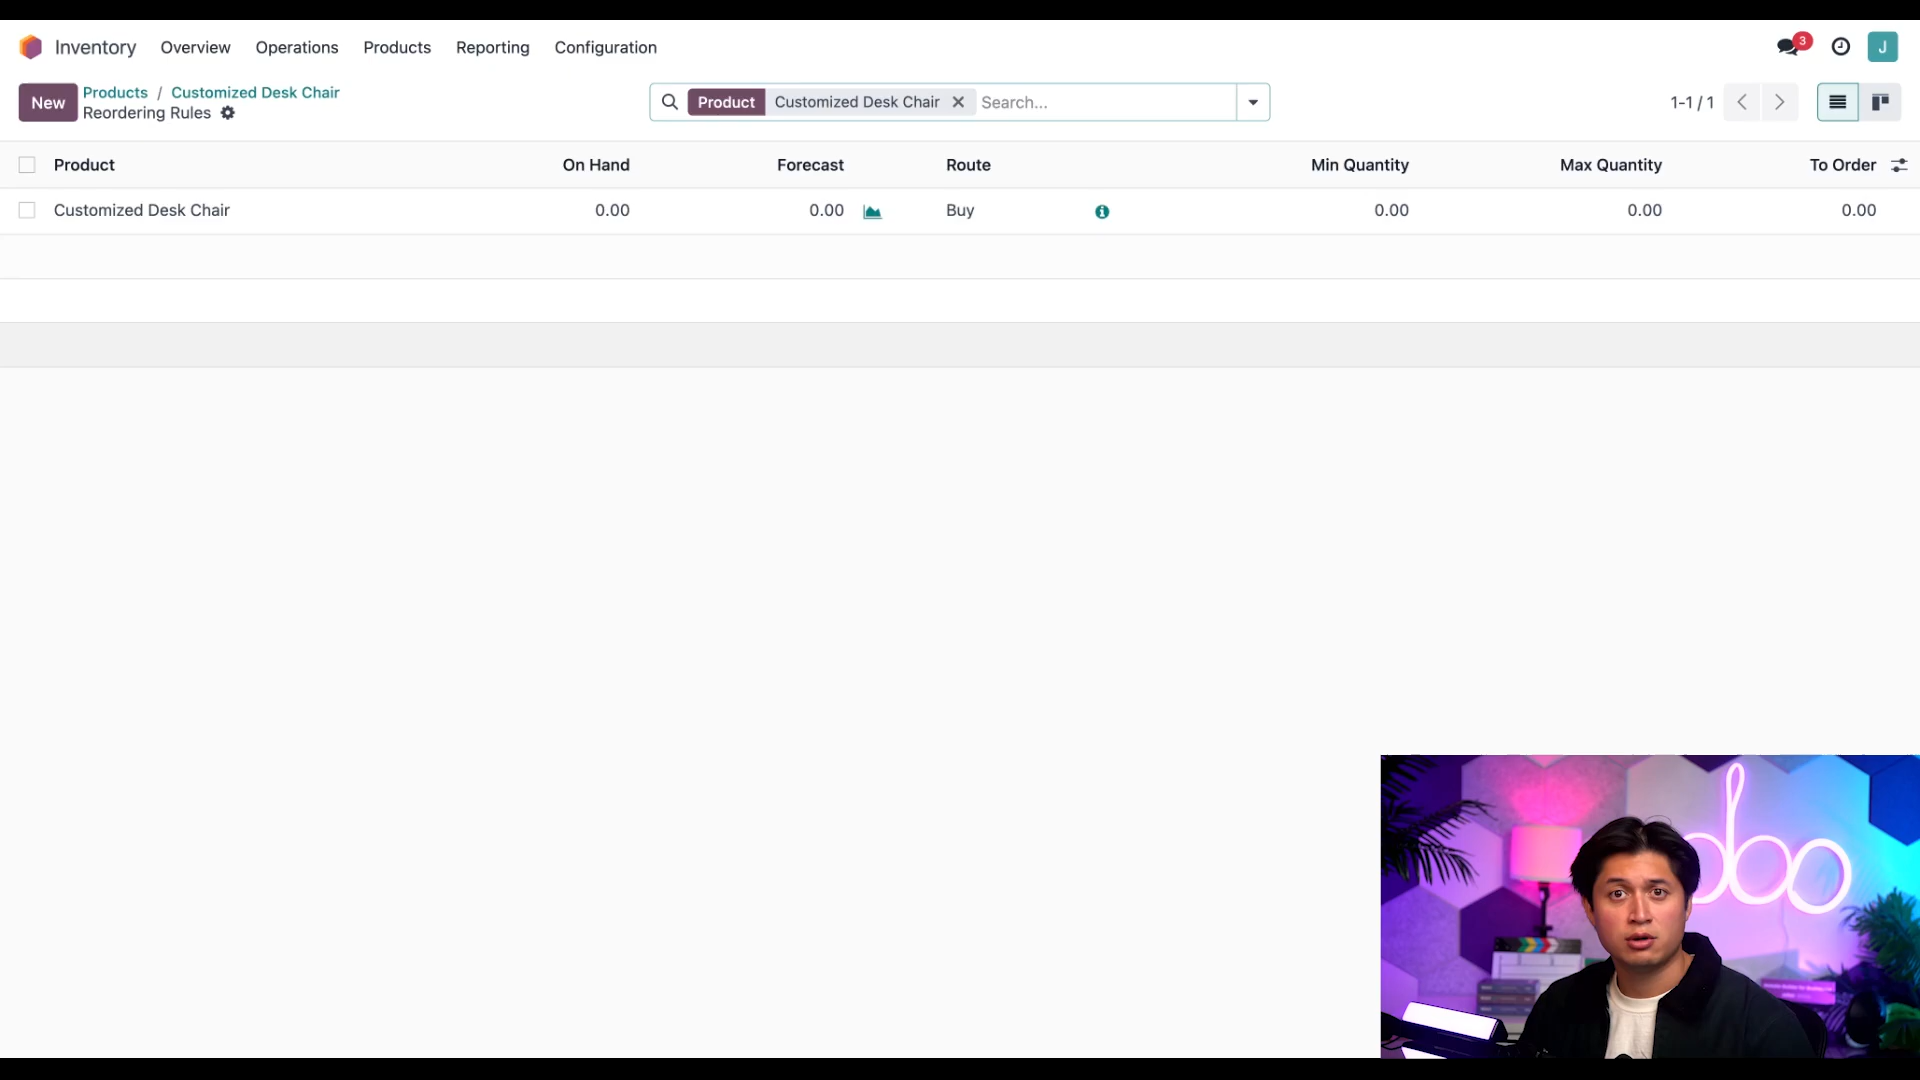 Inventory Overview Operations Products Reporting Configuration
3
J
New
Products / Customized Desk Chair
Reordering Rules
Product Customized Desk Chair Search...
1-1 / 1
Product On Hand Forecast Route Min Quantity Max Quantity To Order
Customized Desk Chair 0.00 0.00 Buy 0.00 0.00 0.00
odoo